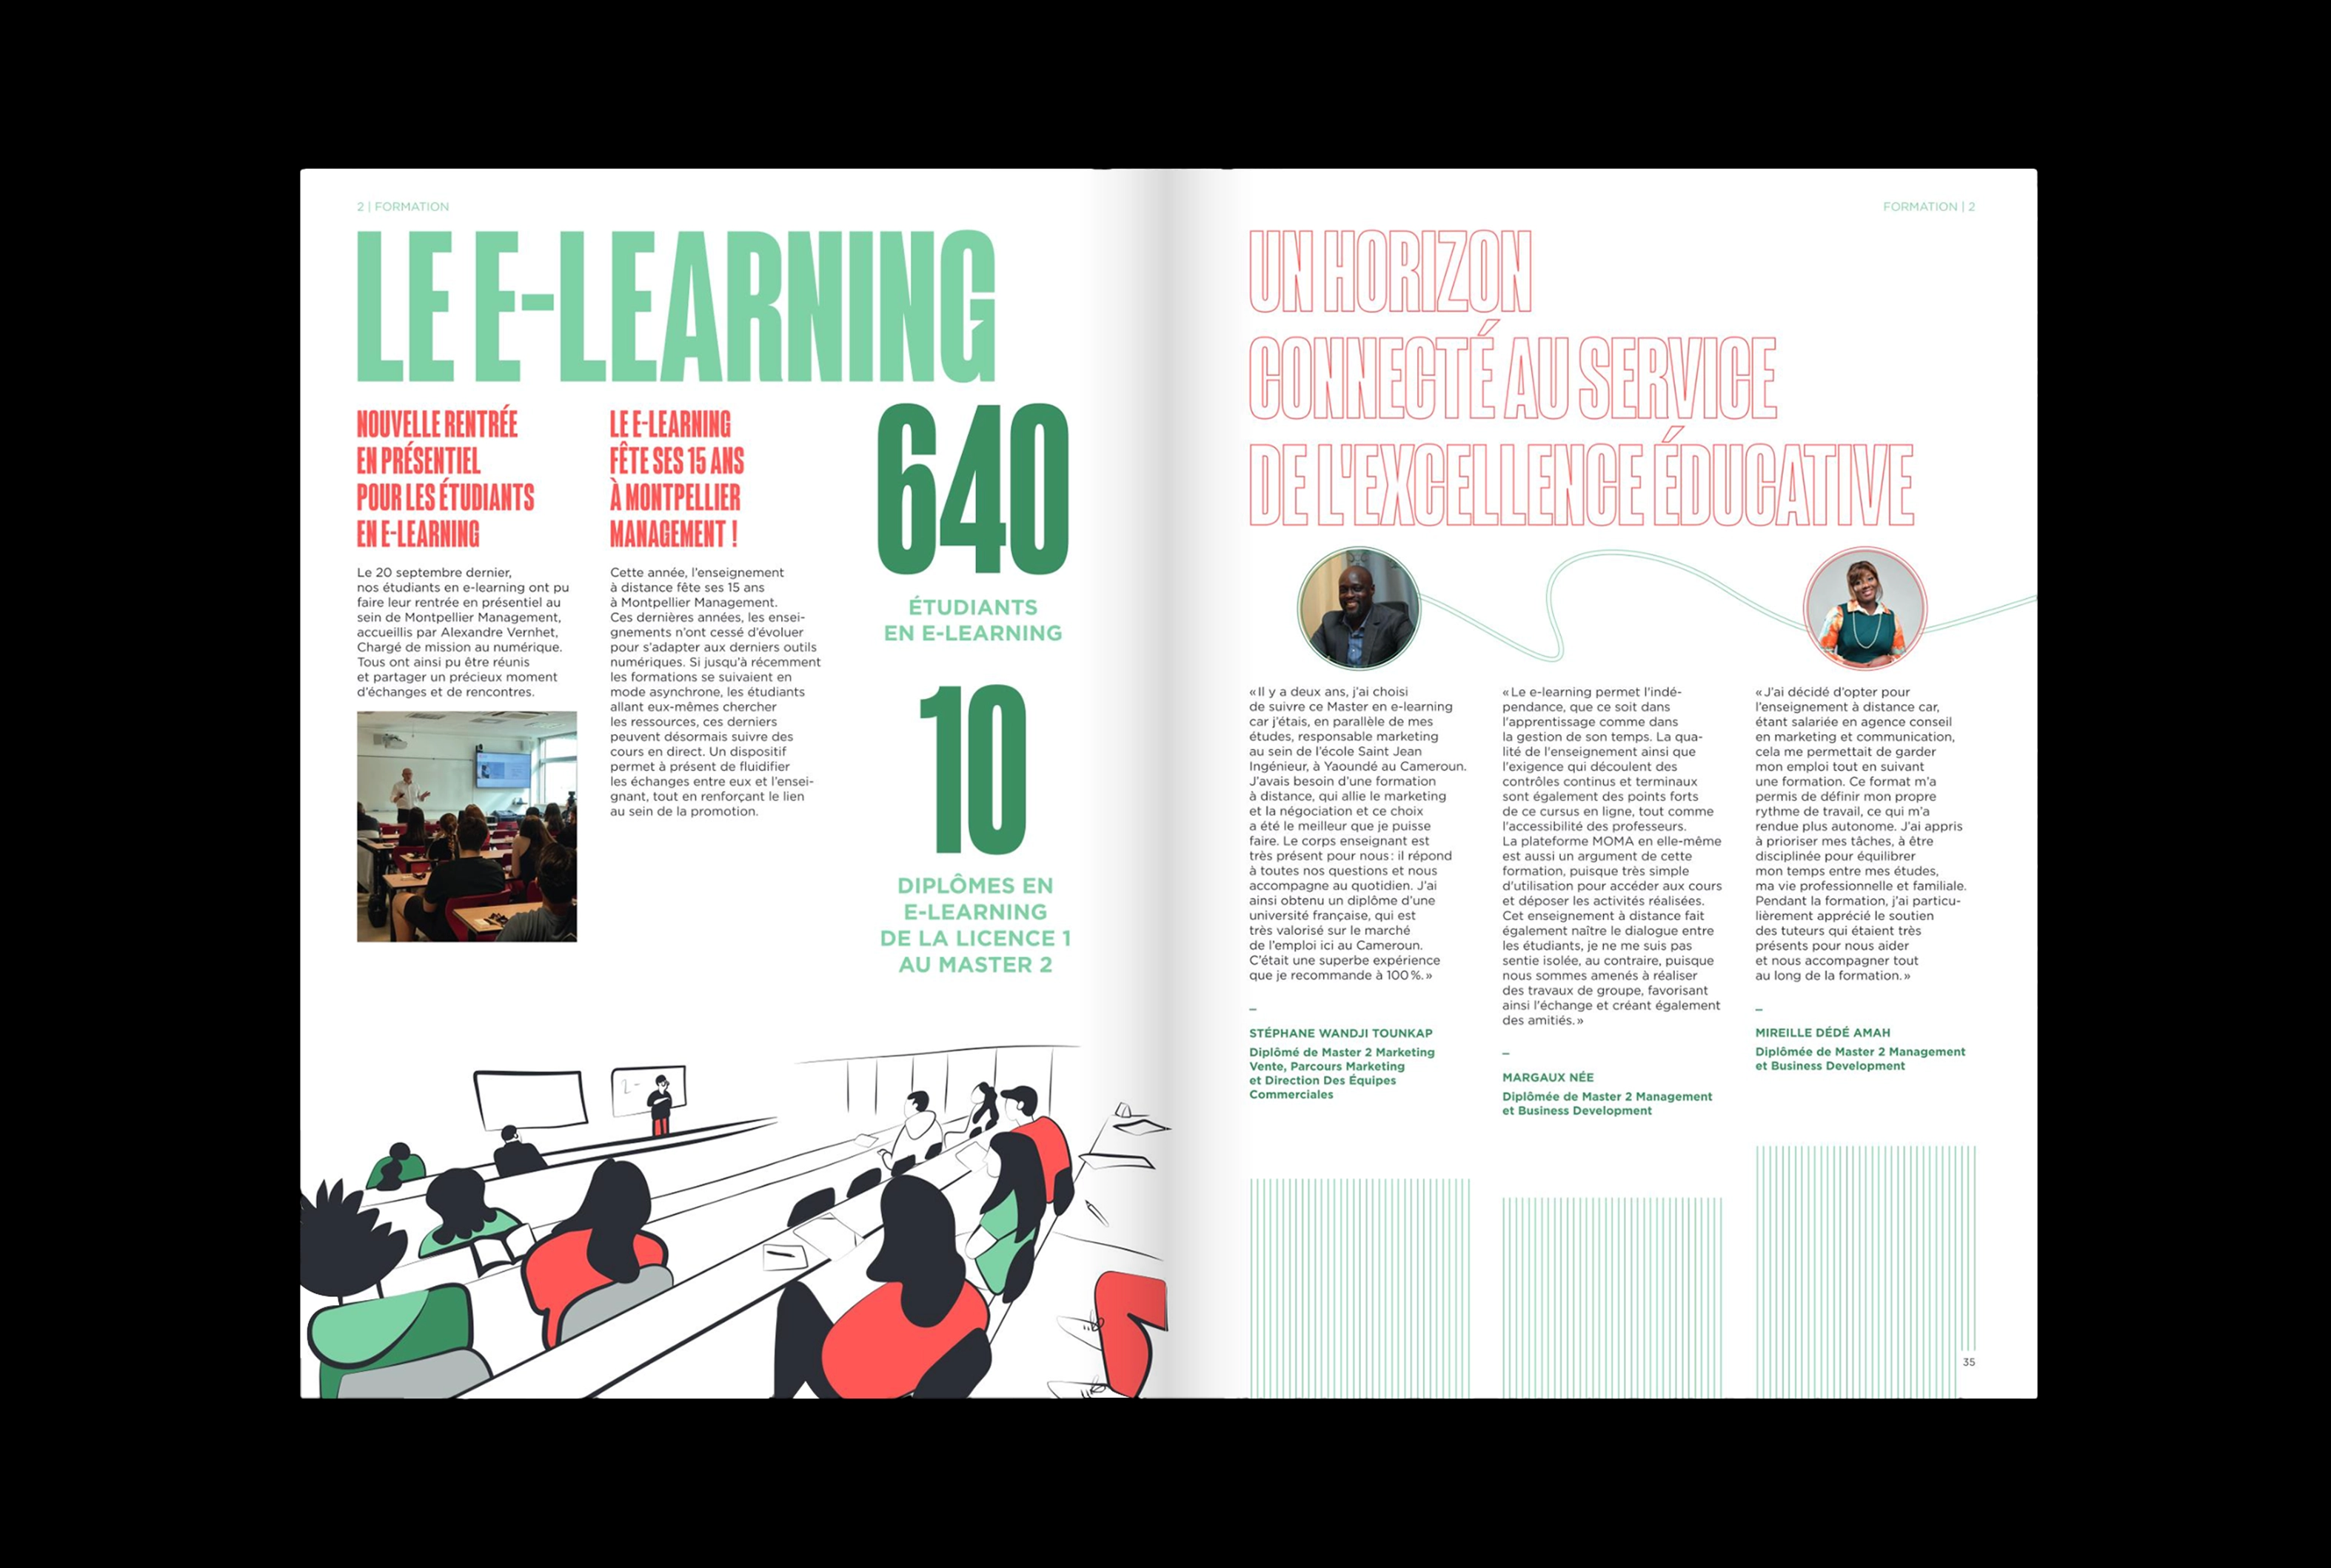 2 | FORMATION
LE E-LEARNING
NOUVELLE RENTRÉE
EN PRÉSENTIEL
POUR LES ÉTUDIANTS
EN E-LEARNING
Le 20 septembre dernier,
nos étudiants en e-learning ont pu
faire leur rentrée en présentiel au
sein de Montpellier Management,
accueillis par Alexandre Vernhet,
Chargé de mission au numérique.
Tous ont ainsi pu être réunis
et partager un précieux moment
d'échanges et de rencontres.
LE E-LEARNING
FÊTE SES 15 ANS
À MONTPELLIER
MANAGEMENT !
Cette année, l'enseignement
à distance fête ses 15 ans
à Montpellier Management.
Ces dernières années, les ensei-
gnements n'ont cessé d'évoluer
pour s'adapter aux derniers outils
numériques. Si jusqu'à récemment
les formations se suivaient en
mode asynchrone, les étudiants
allant eux-mêmes chercher
les ressources, ces derniers
peuvent désormais suivre des
cours en direct. Un dispositif
permet à présent de fluidifier
les échanges entre eux et l'ensei-
gnant, tout en renforçant le lien
au sein de la promotion.
640
ÉTUDIANTS
EN E-LEARNING
10
DIPLÔMES EN
E-LEARNING
DE LA LICENCE 1
AU MASTER 2
2-
FORMATION | 2
UN HORIZON
CONNECTÉ AU SERVICE
DE L'EXCELLENCE ÉDUCATIVE
«Il y a deux ans, j'ai choisi
de suivre ce Master en e-learning
car j'étais, en parallèle de mes
études, responsable marketing
au sein de l'école Saint Jean
Ingénieur, à Yaoundé au Cameroun.
J'avais besoin d'une formation
à distance, qui allie le marketing
et la négociation et ce choix
a été le meilleur que je puisse
faire. Le corps enseignant est
très présent pour nous : il répond
à toutes nos questions et nous
accompagne au quotidien. J'ai
ainsi obtenu un diplôme d'une
université française, qui est
très valorisé sur le marché
de l'emploi ici au Cameroun.
C'était une superbe expérience
que je recommande à 100 %. »
–
STÉPHANE WANDJI TOUNKAP
Diplômé de Master 2 Marketing
Vente, Parcours Marketing
et Direction Des Équipes
Commerciales
«Le e-learning permet l'indé-
pendance, que ce soit dans
l'apprentissage comme dans
la gestion de son temps. La qua-
lité de l'enseignement ainsi que
l'exigence qui découlent des
contrôles continus et terminaux
sont également des points forts
de ce cursus en ligne, tout comme
l'accessibilité des professeurs.
La plateforme MOMA en elle-même
est aussi un argument de cette
formation, puisque très simple
d'utilisation pour accéder aux cours
et déposer les activités réalisées.
Cet enseignement à distance fait
également naître le dialogue entre
les étudiants, je ne me suis pas
sentie isolée, au contraire, puisque
nous sommes amenés à réaliser
des travaux de groupe, favorisant
ainsi l'échange et créant également
des amitiés. »
–
MARGAUX NÉE
Diplômée de Master 2 Management
et Business Development
«J'ai décidé d'opter pour
l'enseignement à distance car,
étant salariée en agence conseil
en marketing et communication,
cela me permettait de garder
mon emploi tout en suivant
une formation. Ce format m'a
permis de définir mon propre
rythme de travail, ce qui m'a
rendue plus autonome. J'ai appris
à prioriser mes tâches, à être
disciplinée pour équilibrer
mon temps entre mes études,
ma vie professionnelle et familiale.
Pendant la formation, j'ai particu-
lièrement apprécié le soutien
des tuteurs qui étaient très
présents pour nous aider
et nous accompagner tout
au long de la formation. »
–
MIREILLE DÉDÉ AMAH
Diplômée de Master 2 Management
et Business Development
35